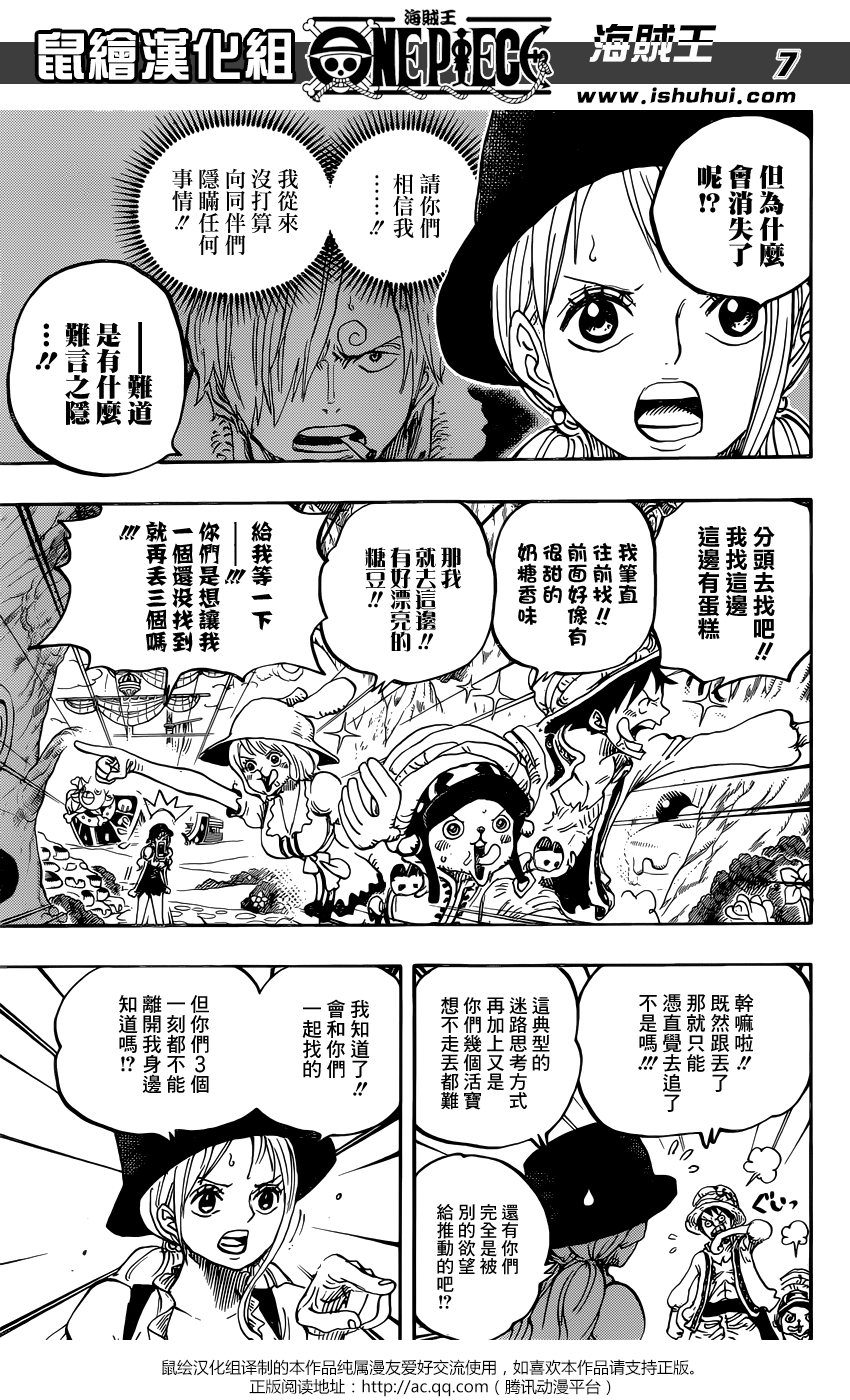 鼠繪漢化組
海賊王
ONE PIECE
海賊王
7
www.ishuhui.com
但為什麼
會消失了
呢!?
請你們
相信我
……!!
我從來
沒打算
向同伴們
隱瞞任何
事情!!
——難道
是有什麼
難言之隱
…!!
分頭去找吧!!
我找這邊
這邊有蛋糕
我筆直
往前找!!
前面好像有
很甜的
奶糖香味
那我
就去這邊!!
有好漂亮的
糖豆!!
給我等一下
——!!!
你們是想讓我
一個還没找到
就再丟三個嗎
!!!
幹嘛啦!!
既然跟丟了
那就只能
憑直覺去追了
不是嗎!!!
這典型的
迷路思考方式
再加上又是
你們幾個活寶
想不走丟都難
還有你們
完全是被
別的欲望
給推動的吧!?
ぐいっ
我知道了!!
會和你們
一起找的
但你們3個
一刻都不能
離開我身邊
知道嗎!?
鼠绘汉化组译制的本作品纯属漫友爱好交流使用，如喜欢本作品请支持正版。
正版阅读地址：http://ac.qq.com（腾讯动漫平台）